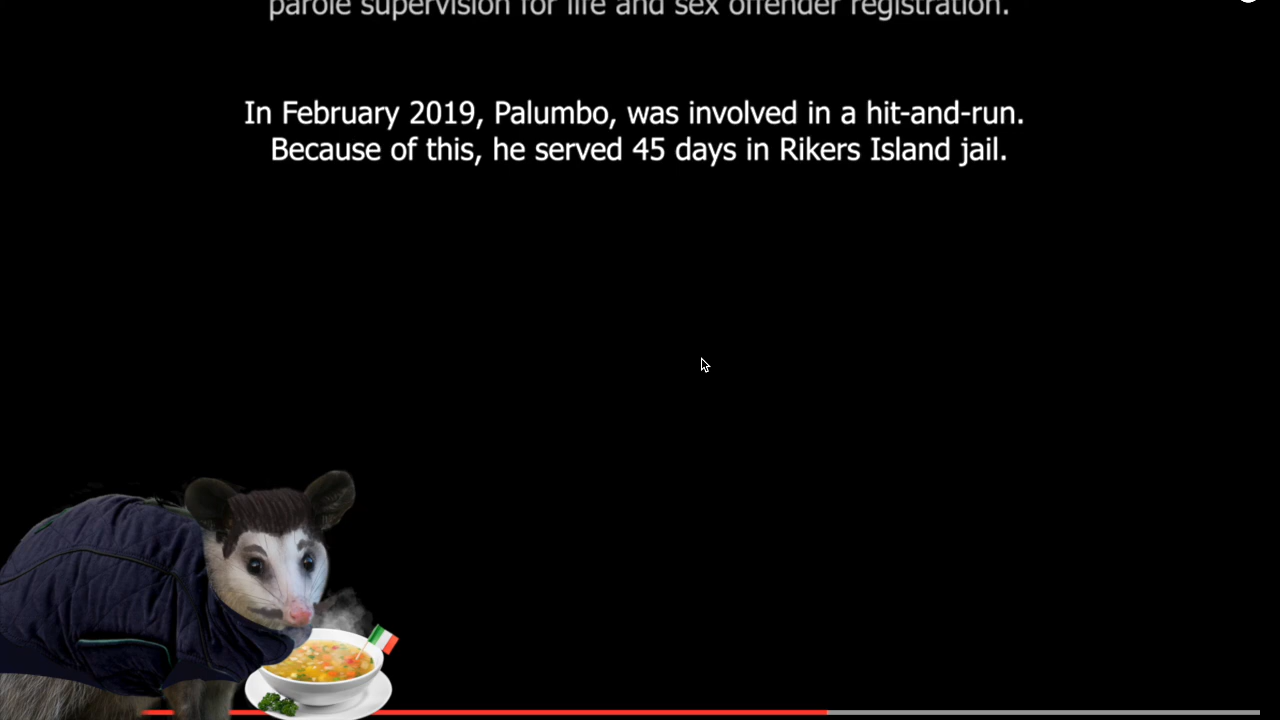 parole supervision for life and sex offender registration.
In February 2019, Palumbo, was involved in a hit-and-run.
Because of this, he served 45 days in Rikers Island jail.